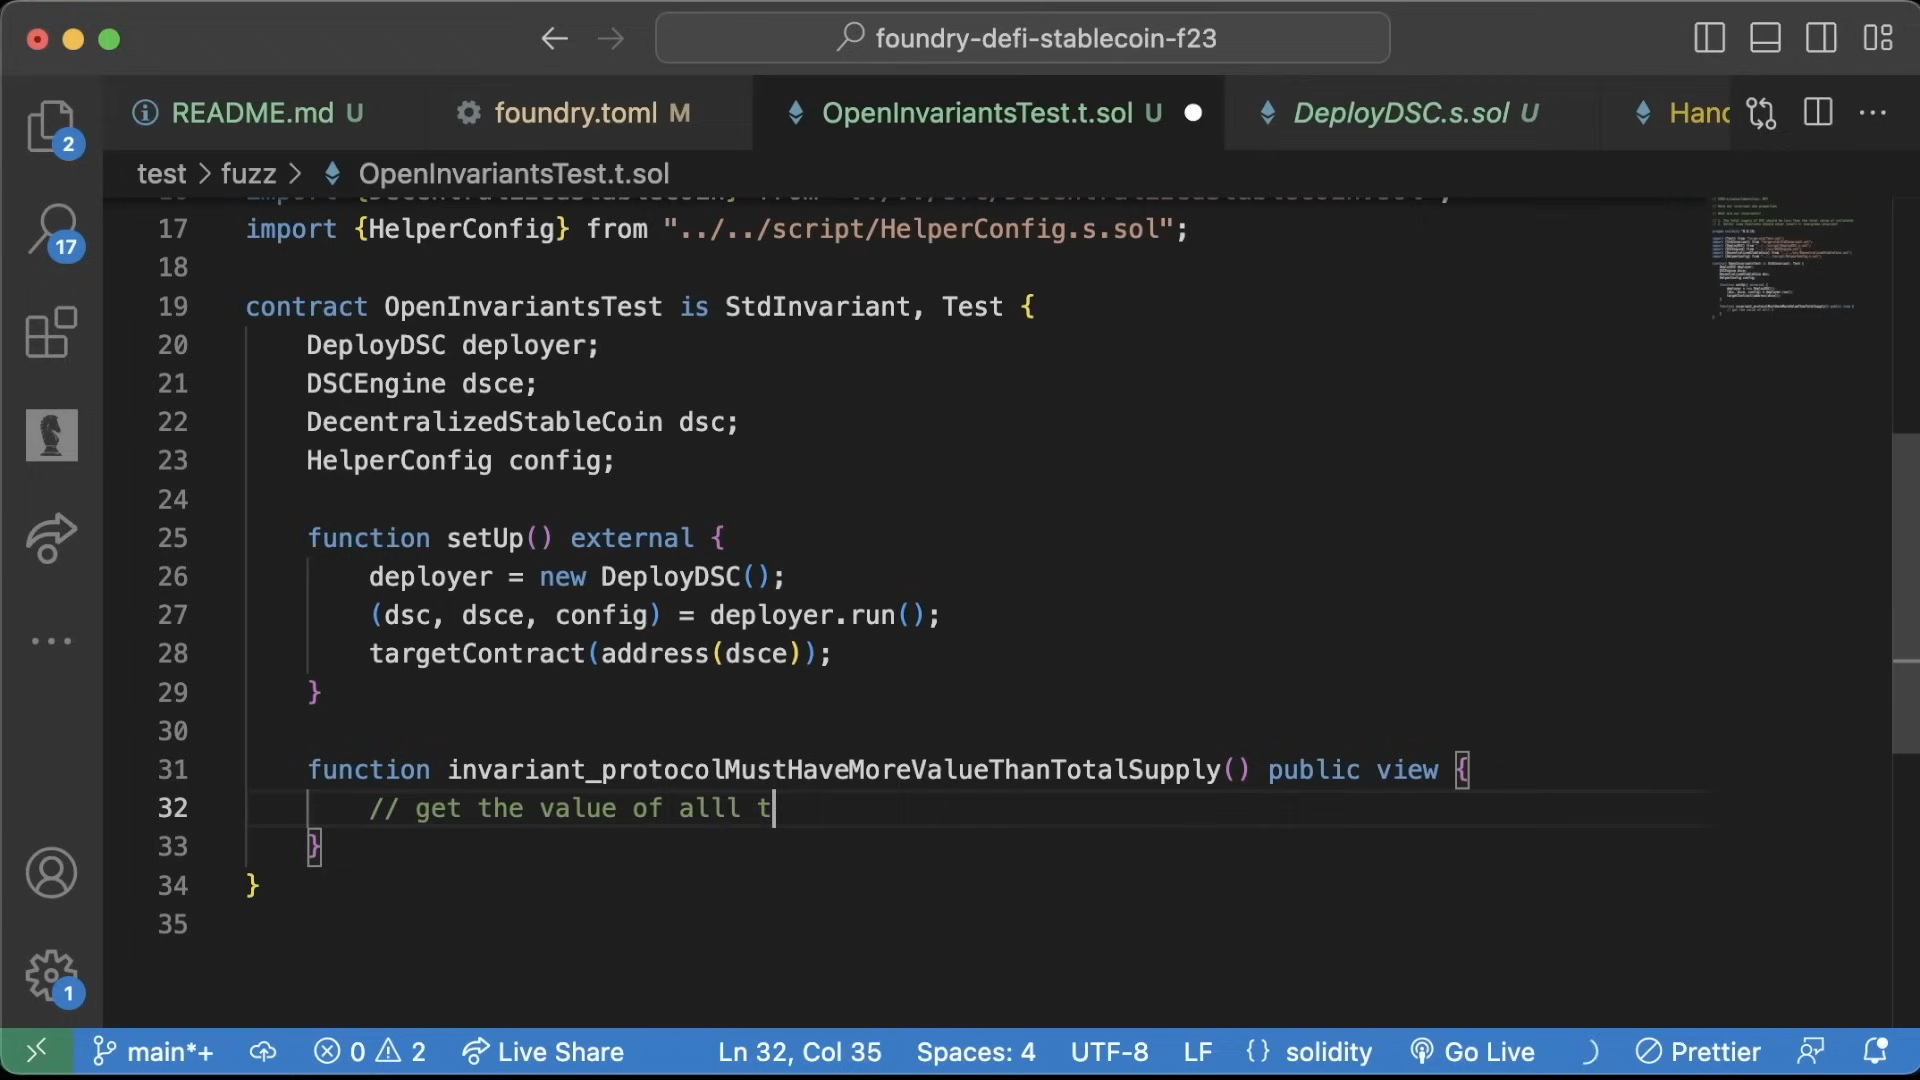 foundry-defi-stablecoin-f23
README.md U
foundry.toml M
OpenInvariantsTest.t.sol U
DeployDSC.s.sol U
Hand
2
test > fuzz > OpenInvariantsTest.t.sol
17 import {HelperConfig} from "../../script/HelperConfig.s.sol";
17
18
19 contract OpenInvariantsTest is StdInvariant, Test {
20 DeployDSC deployer;
21 DSCEngine dsce;
22 DecentralizedStableCoin dsc;
23 HelperConfig config;
24
25 function setUp() external {
26 deployer = new DeployDSC();
27 (dsc, dsce, config) = deployer.run();
28 targetContract(address(dsce));
29 }
30
31 function invariant_protocolMustHaveMoreValueThanTotalSupply() public view {
32 // get the value of alll t
33 }
34 }
35
1
main*+
0 2
Live Share
Ln 32, Col 35
Spaces: 4
UTF-8
LF
{} solidity
Go Live
Prettier